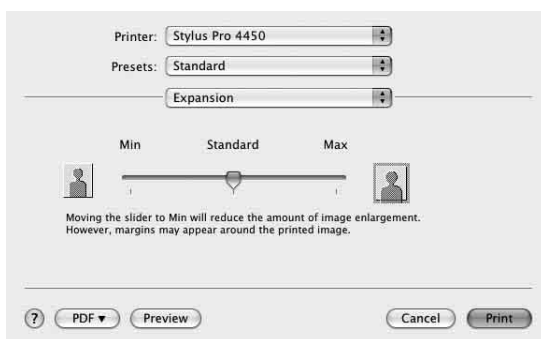 Printer: Stylus Pro 4450
Presets: Standard
Expansion
Min Standard Max
Moving the slider to Min will reduce the amount of image enlargement.
However, margins may appear around the printed image.
? PDF ▼ Preview Cancel Print